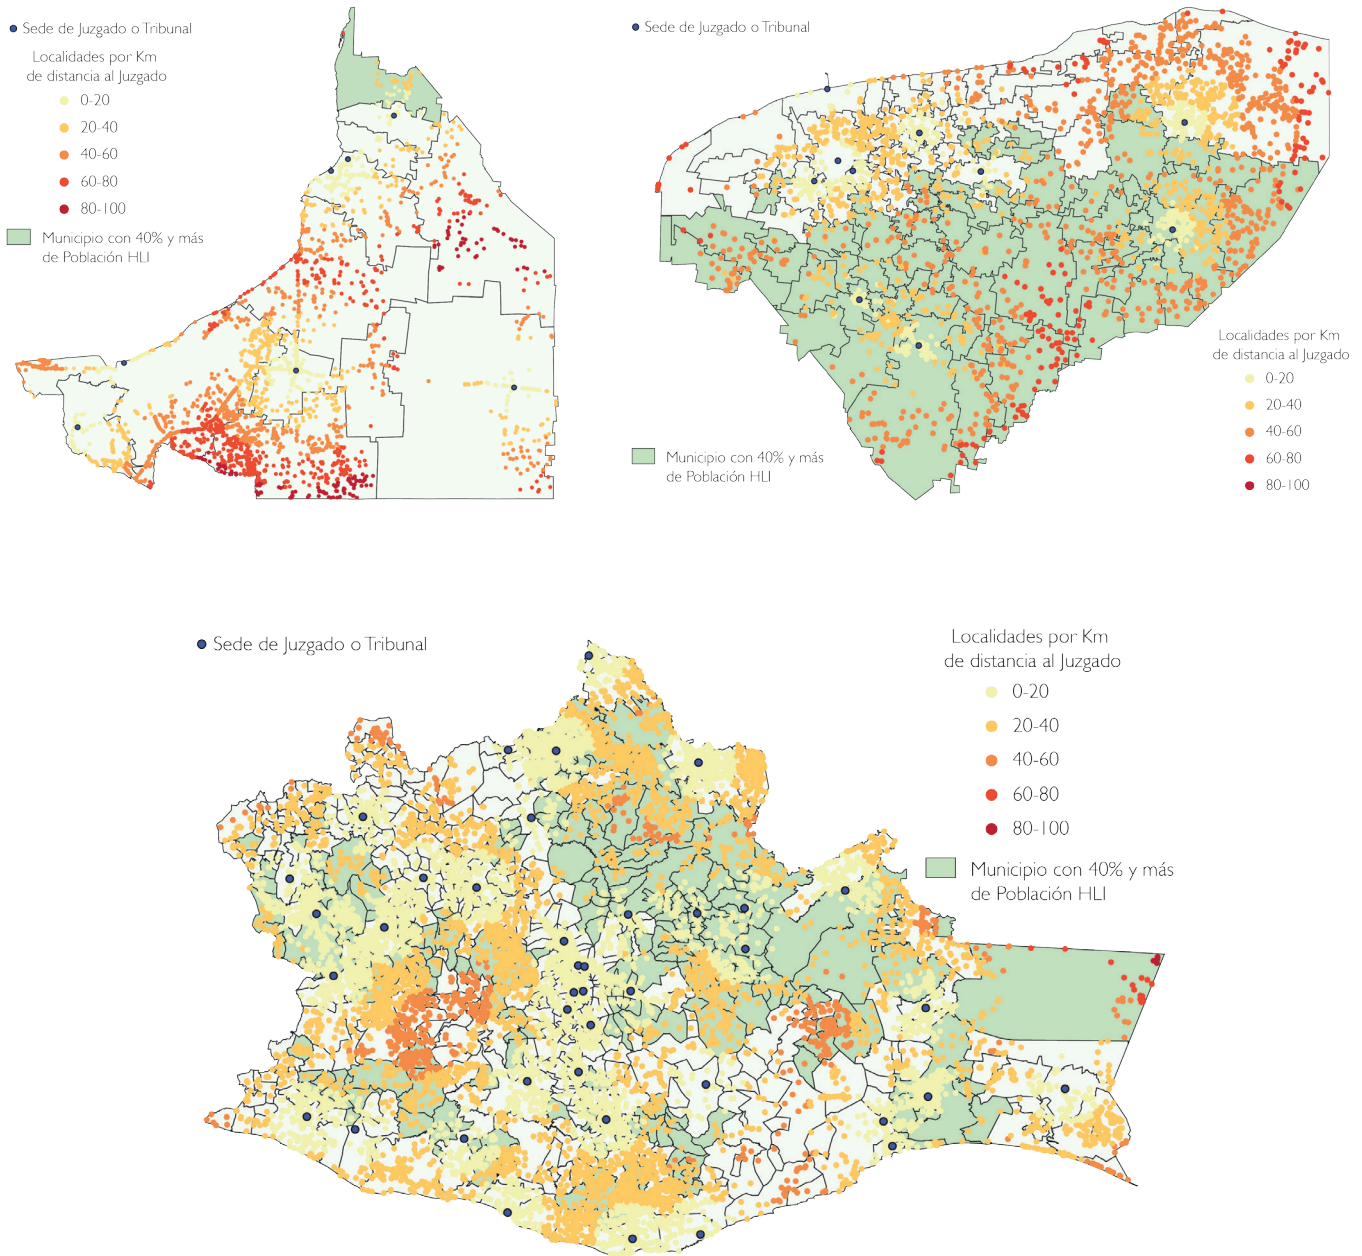 Sede de Juzgado o Tribunal
Localidades por Km
de distancia al Juzgado
0-20
20-40
40-60
60-80
80-100
Municipio con 40% y más
de Población HLI
Sede de Juzgado o Tribunal
Localidades por Km
de distancia al Juzgado
0-20
20-40
40-60
60-80
80-100
Municipio con 40% y más
de Población HLI
Sede de Juzgado o Tribunal
Localidades por Km
de distancia al Juzgado
0-20
20-40
40-60
60-80
80-100
Municipio con 40% y más
de Población HLI